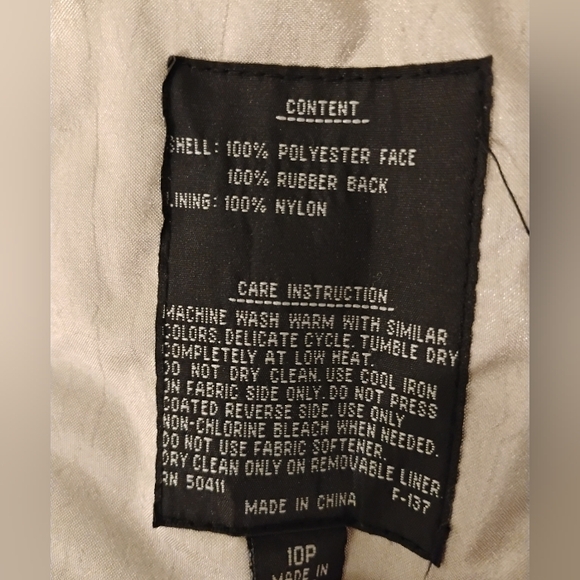 CONTENT
SHELL: 100% POLYESTER FACE
100% RUBBER BACK
LINING: 100% NYLON
CARE INSTRUCTION
MACHINE WASH WARM WITH SIMILAR
COLORS. DELICATE CYCLE. TUMBLE DRY
COMPLETELY AT LOW HEAT.
DO NOT DRY CLEAN. USE COOL IRON
ON FABRIC SIDE ONLY. DO NOT PRESS
COATED REVERSE SIDE. USE ONLY
NON-CHLORINE BLEACH WHEN NEEDED.
DO NOT USE FABRIC SOFTENER.
DRY CLEAN ONLY ON REMOVABLE LINER
RN 50411 F-137
MADE IN CHINA
10P
MADE IN